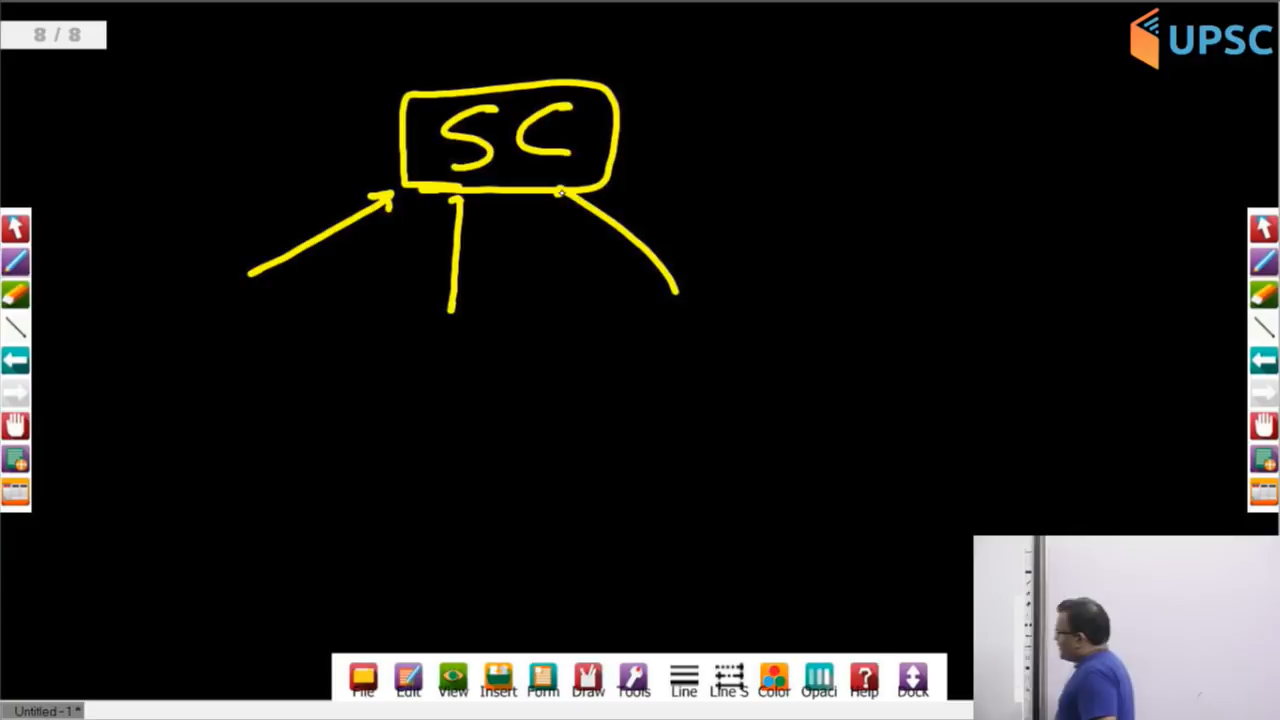 8 / 8
UPSC
SC
File Edit View Insert Form Draw Tools Line Line S Color Opaci Help Dock
Untitled - 1 *